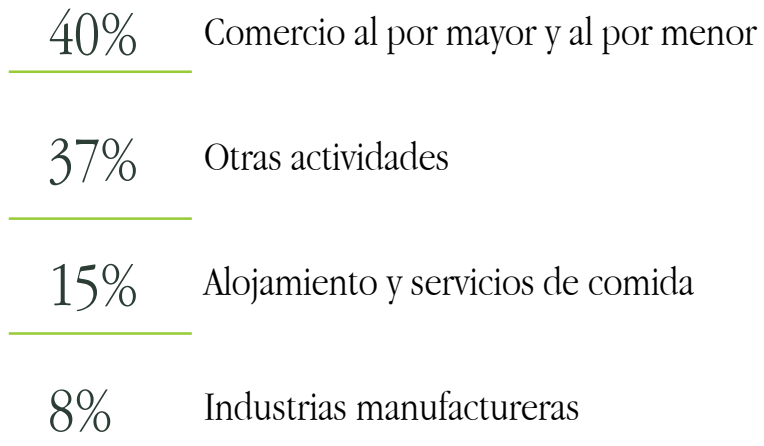 40% Comercio al por mayor y al por menor
37% Otras actividades
15% Alojamiento y servicios de comida
8% Industrias manufactureras